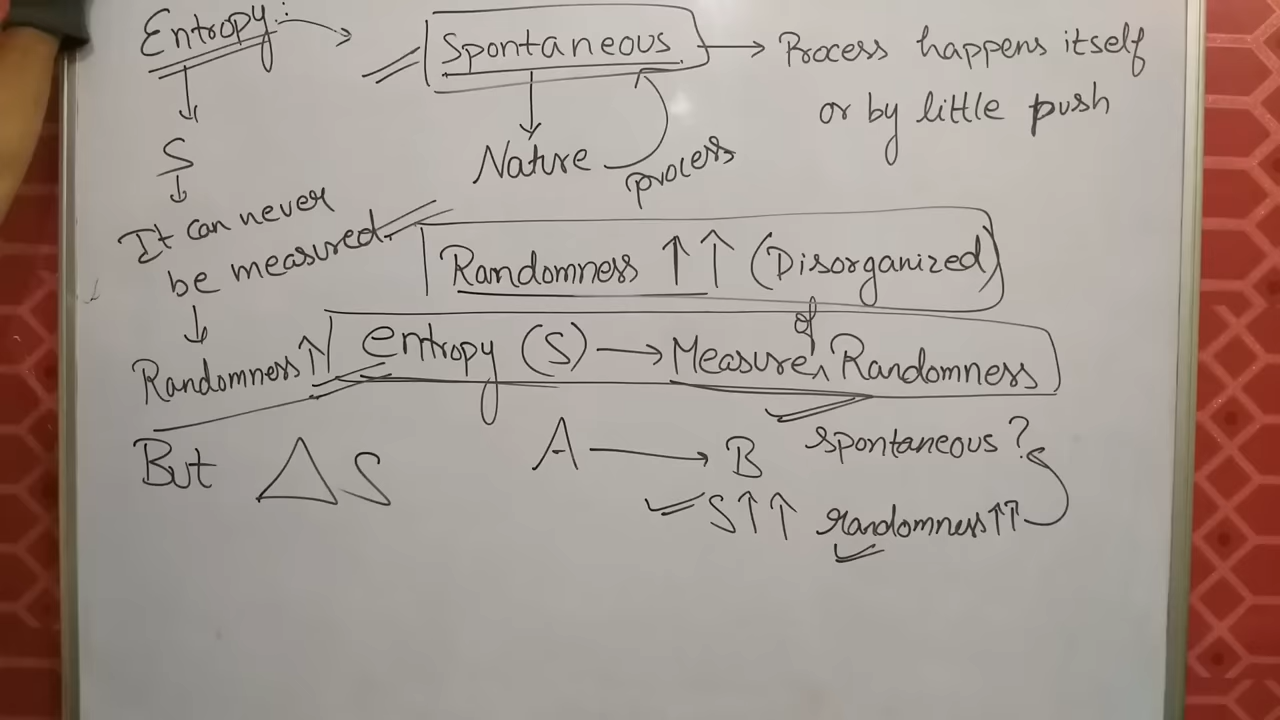 Entropy:
Spontaneous → Process happens itself
or by little push
S
Nature process
It can never
be measured.
Randomness ↑↑ (Disorganized)
Randomness↑
entropy (S) → Measure of Randomness
But △S
A → B spontaneous?
S↑↑ randomness↑↑